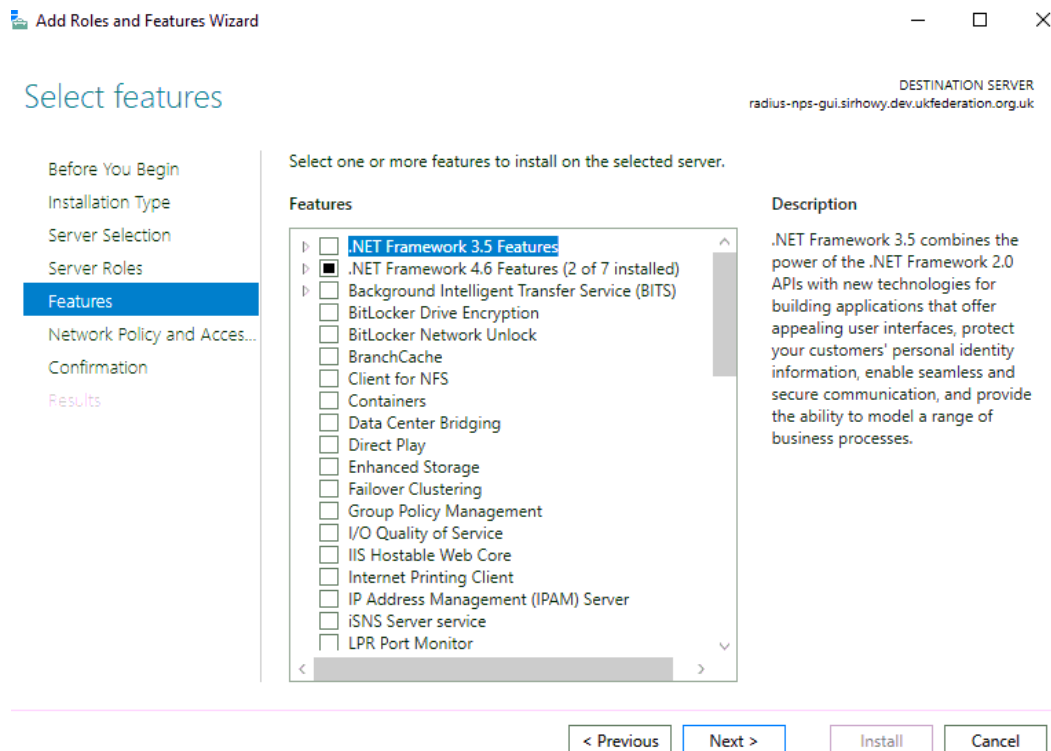 Add Roles and Features Wizard
Select features
DESTINATION SERVER
radius-nps-gui.sirhowy.dev.ukfederation.org.uk
Before You Begin
Installation Type
Server Selection
Server Roles
Features
Network Policy and Acces...
Confirmation
Results
Select one or more features to install on the selected server.
Features
.NET Framework 3.5 Features
.NET Framework 4.6 Features (2 of 7 installed)
Background Intelligent Transfer Service (BITS)
BitLocker Drive Encryption
BitLocker Network Unlock
BranchCache
Client for NFS
Containers
Data Center Bridging
Direct Play
Enhanced Storage
Failover Clustering
Group Policy Management
I/O Quality of Service
IIS Hostable Web Core
Internet Printing Client
IP Address Management (IPAM) Server
iSNS Server service
LPR Port Monitor
Description
.NET Framework 3.5 combines the
power of the .NET Framework 2.0
APIs with new technologies for
building applications that offer
appealing user interfaces, protect
your customers' personal identity
information, enable seamless and
secure communication, and provide
the ability to model a range of
business processes.
< Previous
Next >
Install
Cancel